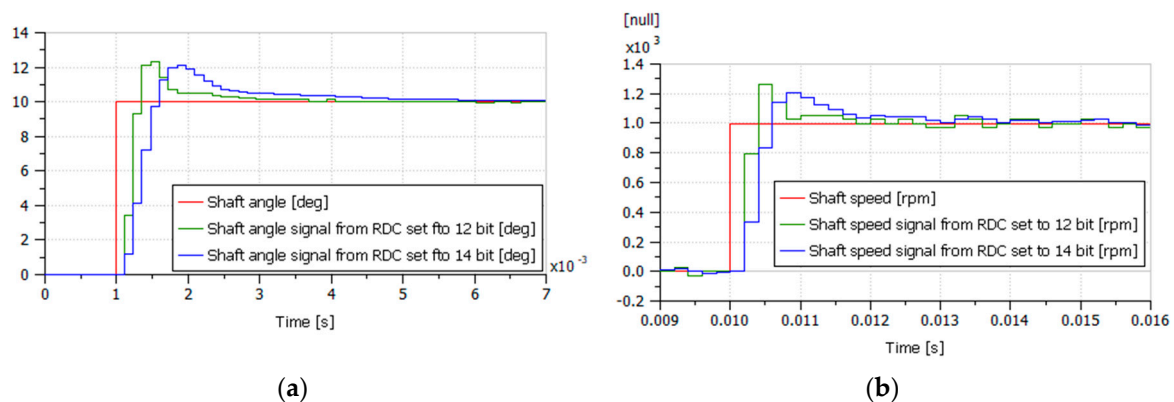 14
12
10
8
6
4
2
0
Shaft angle [deg]
Shaft angle signal from RDC set fto 12 bit [deg]
Shaft angle signal from RDC set fto 14 bit [deg]
x10 -3
0 1 2 3 4 5 6 7
Time [s]
(a)
[null]
x10 3
1.4
1.2
1.0
0.8
0.6
0.4
0.2
0.0
-0.2
Shaft speed [rpm]
Shaft speed signal from RDC set to 12 bit [rpm]
Shaft speed signal from RDC set to 14 bit [rpm]
0.009 0.010 0.011 0.012 0.013 0.014 0.015 0.016
Time [s]
(b)